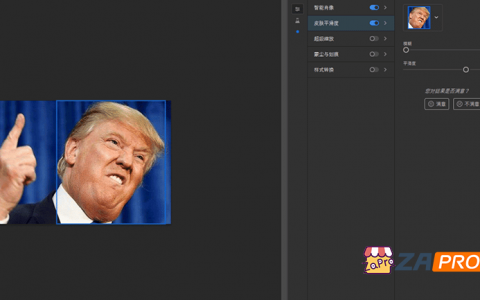 智能肖像
皮肤平滑度
超级缩放
蒙尘与划痕
样式转换
模糊
平滑度
您对结果是否满意？
满意
不满意
ZaPro
ZAPRO